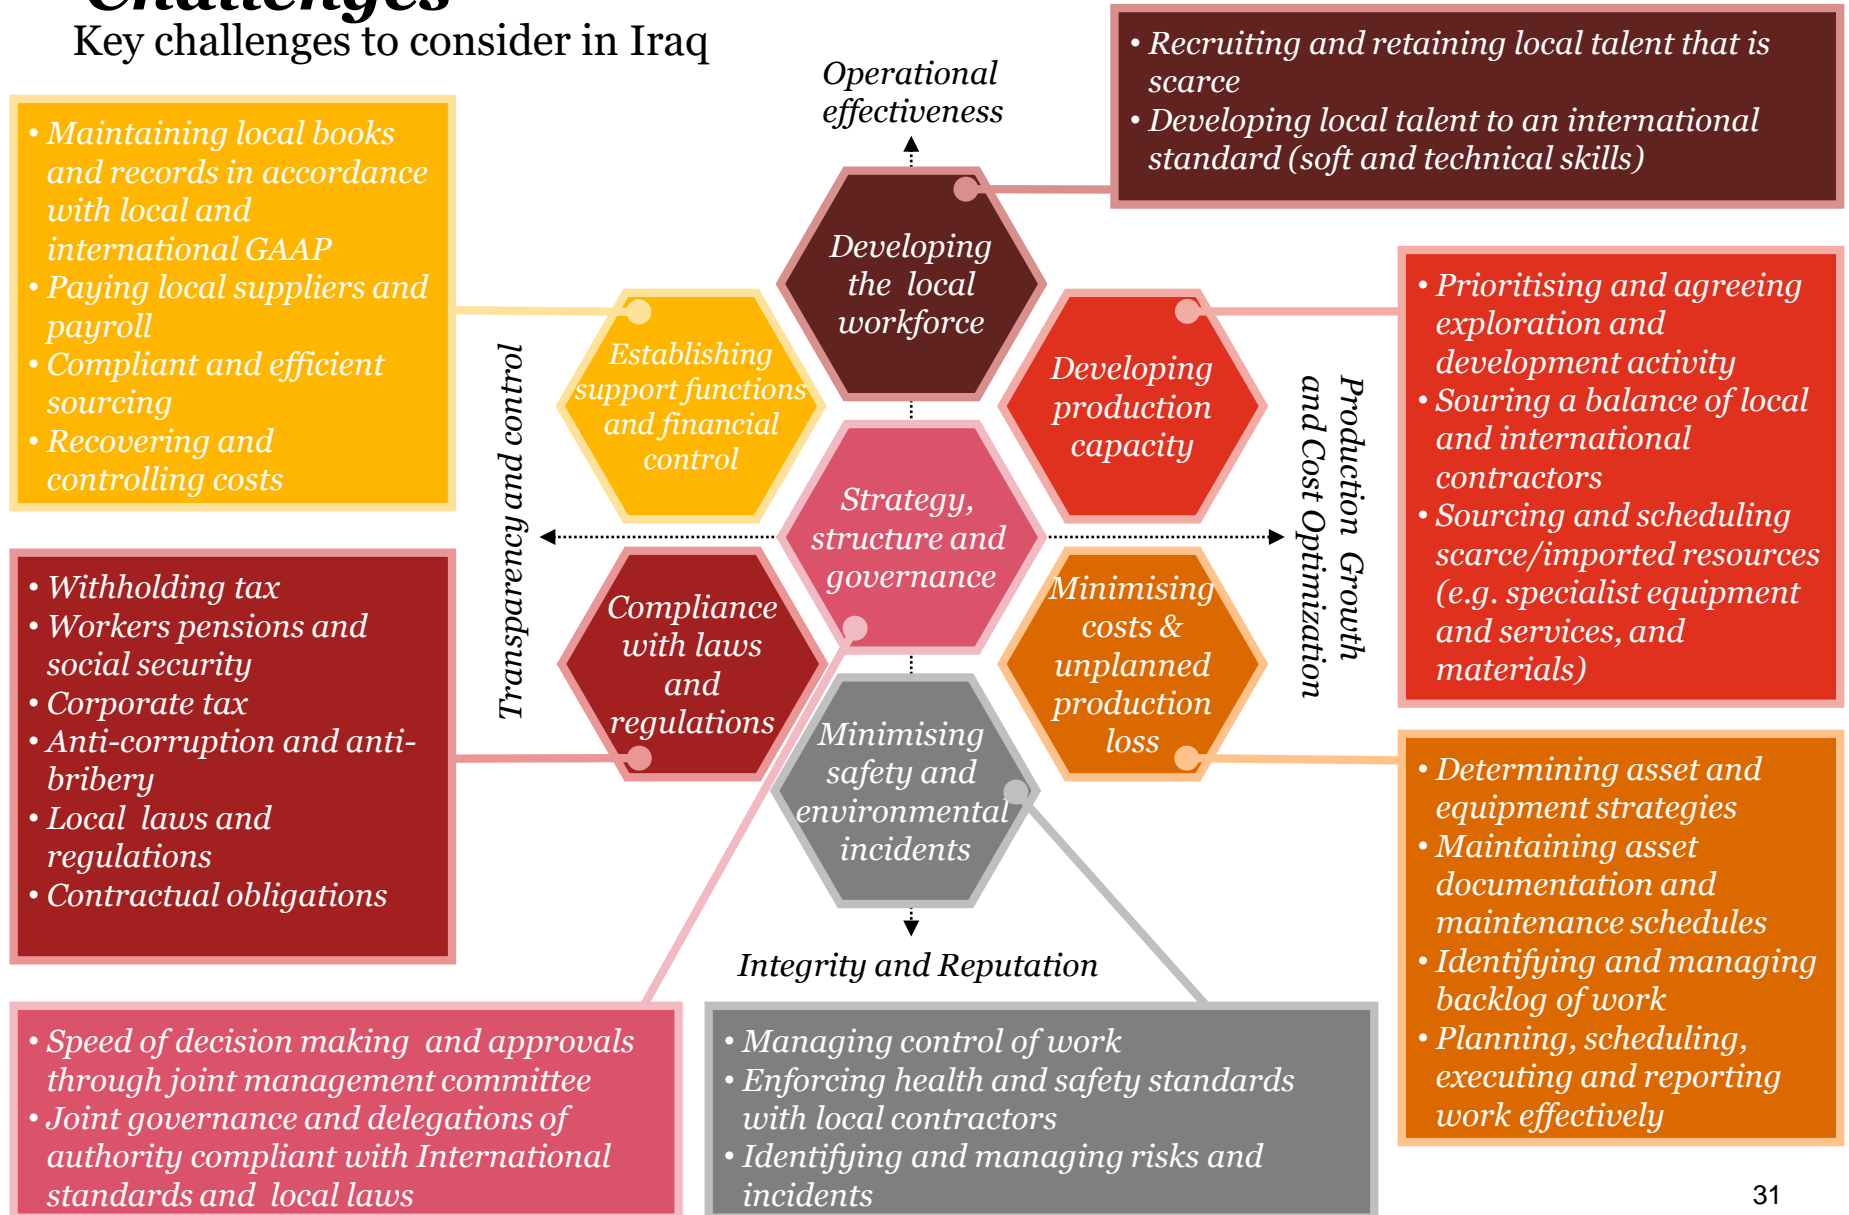 Challenges
Key challenges to consider in Iraq
• Recruiting and retaining local talent that is
scarce
• Developing local talent to an international
standard (soft and technical skills)
Operational
effectiveness
• Maintaining local books
and records in accordance
with local and
international GAAP
• Paying local suppliers and
payroll
• Compliant and efficient
sourcing
• Recovering and
controlling costs
Developing
the local
workforce
• Prioritising and agreeing
exploration and
development activity
• Souring a balance of local
and international
contractors
• Sourcing and scheduling
scarce/imported resources
(e.g. specialist equipment
and services, and
materials)
Establishing
support functions
and financial
control
Developing
production
capacity
Transparency and control
Production Growth
and Cost Optimization
Strategy,
structure and
governance
• Withholding tax
• Workers pensions and
social security
• Corporate tax
• Anti-corruption and anti-
bribery
• Local laws and
regulations
• Contractual obligations
Compliance
with laws
and
regulations
Minimising
costs &
unplanned
production
loss
Minimising
safety and
environmental
incidents
• Determining asset and
equipment strategies
• Maintaining asset
documentation and
maintenance schedules
• Identifying and managing
backlog of work
• Planning, scheduling,
executing and reporting
work effectively
Integrity and Reputation
• Speed of decision making and approvals
through joint management committee
• Joint governance and delegations of
authority compliant with International
standards and local laws
• Managing control of work
• Enforcing health and safety standards
with local contractors
• Identifying and managing risks and
incidents
31